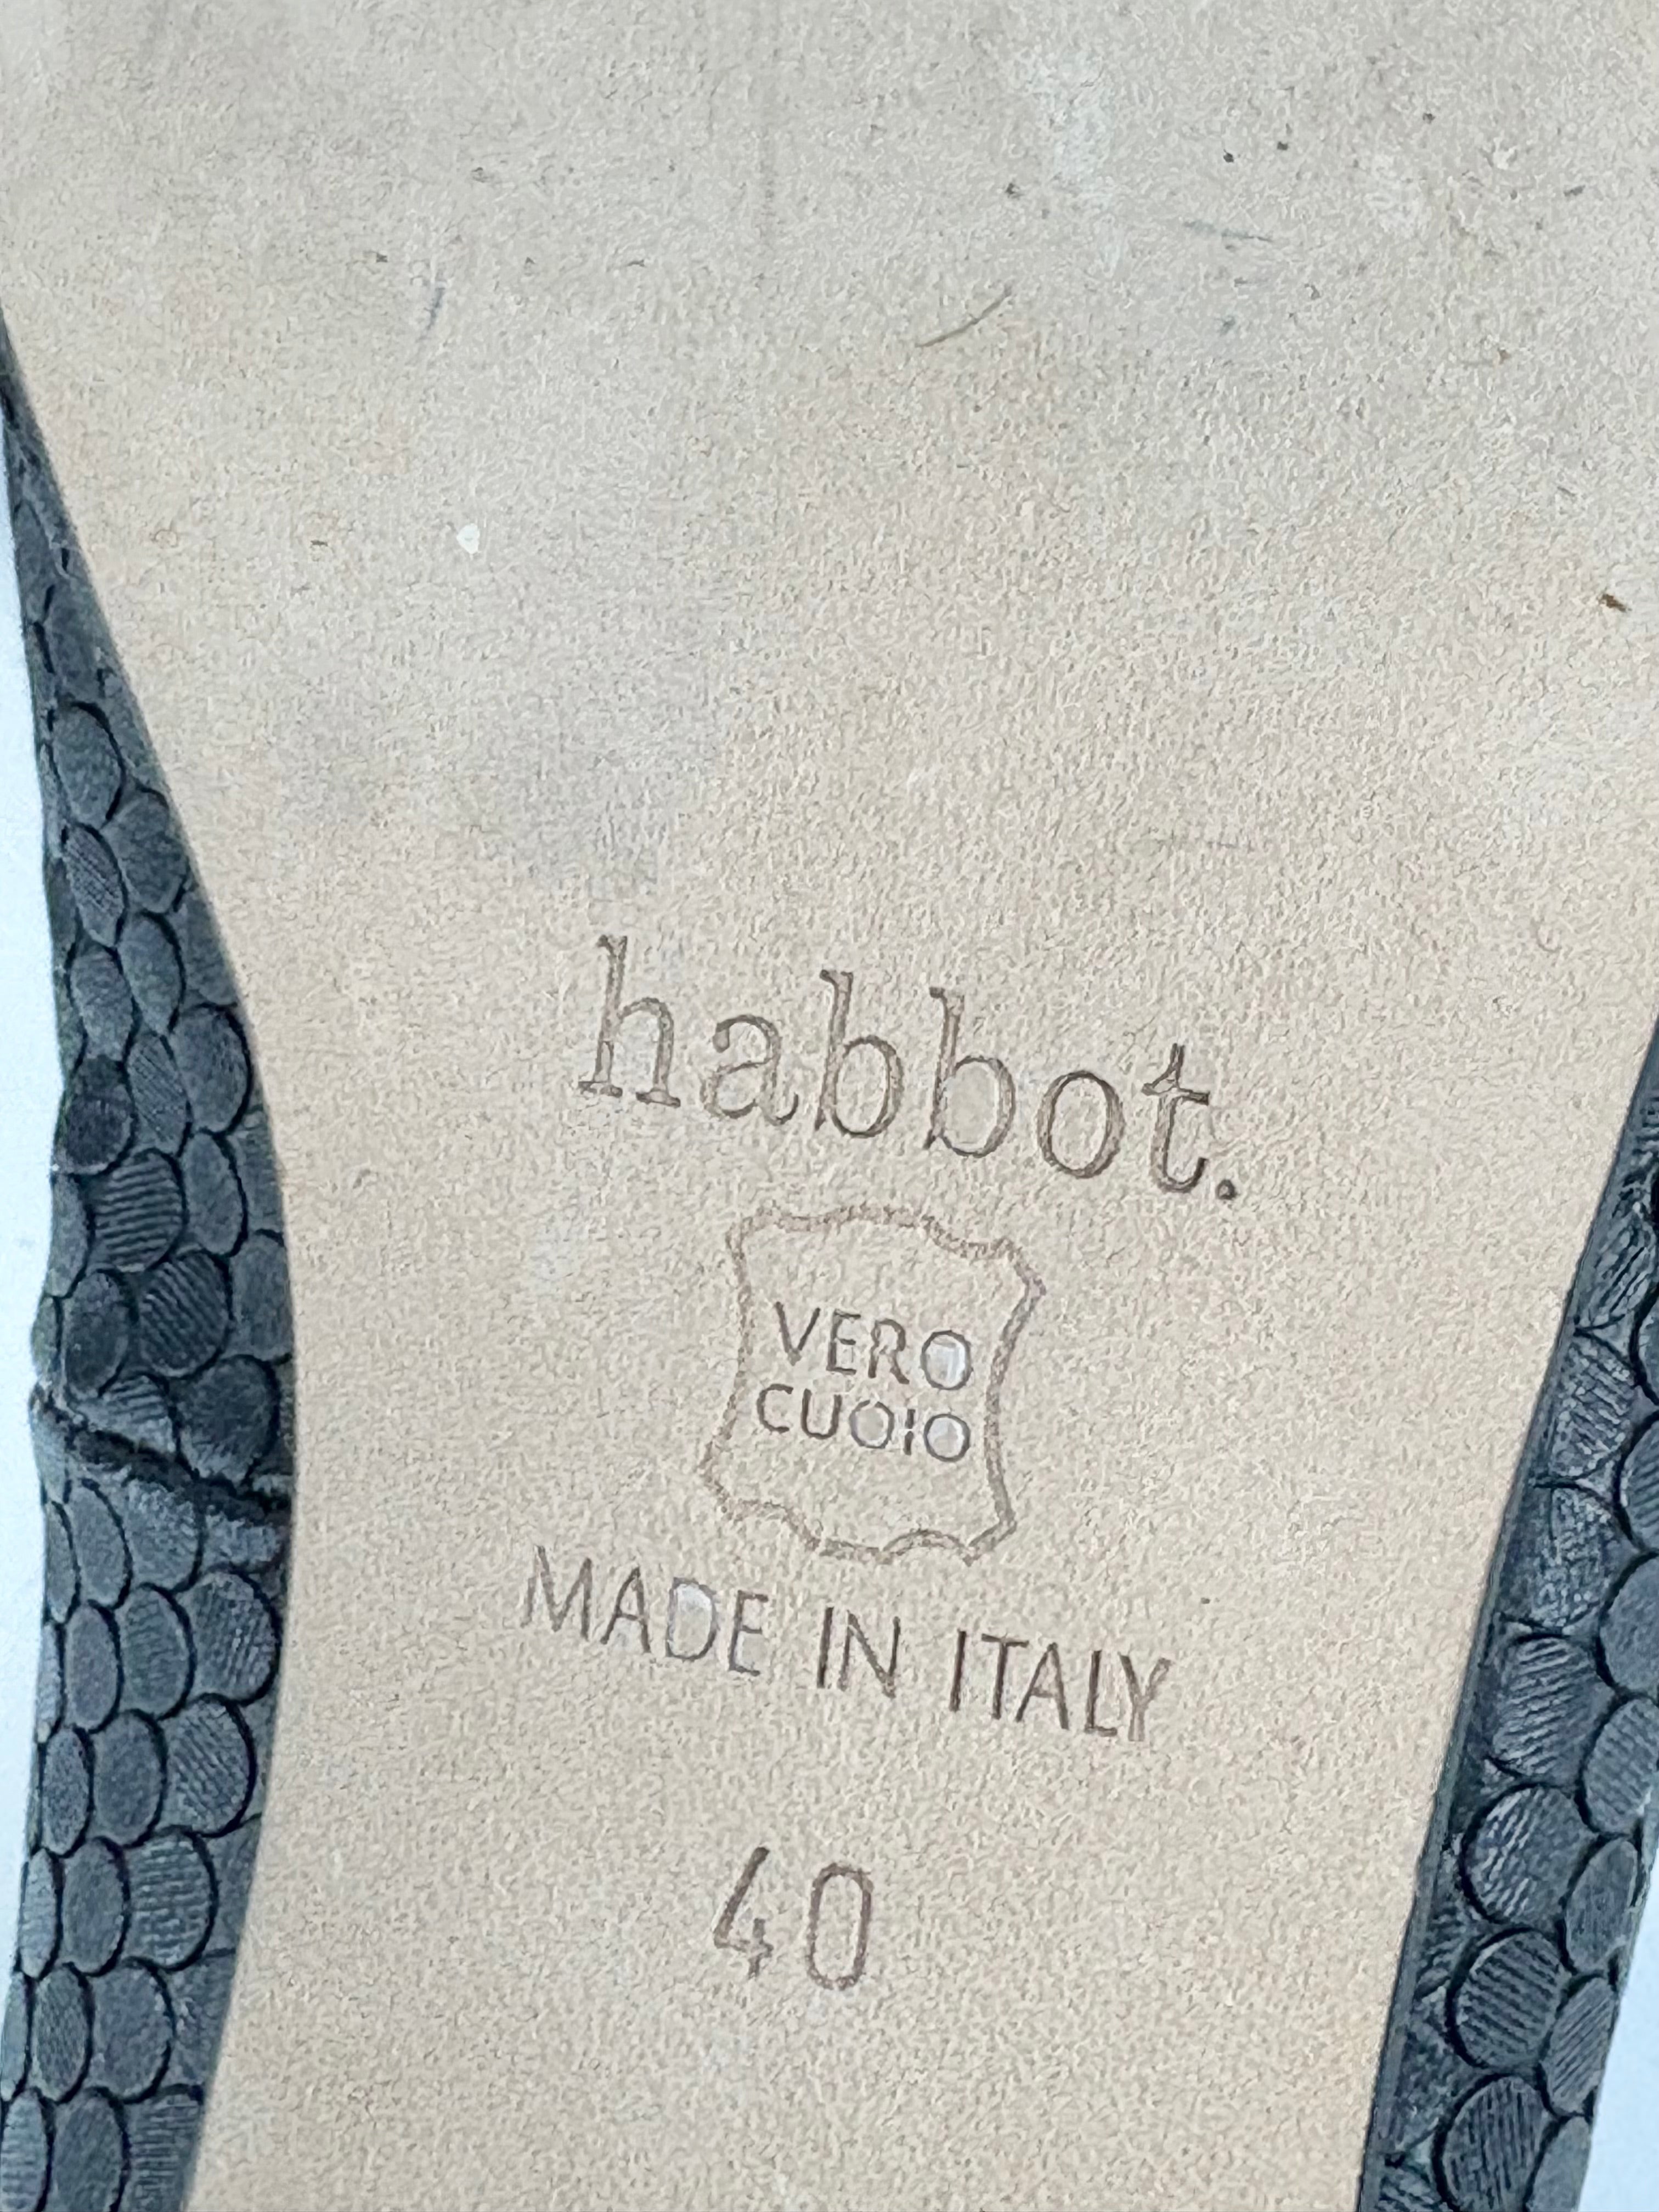 habbot.
VERO
CUOIO
MADE IN ITALY
40